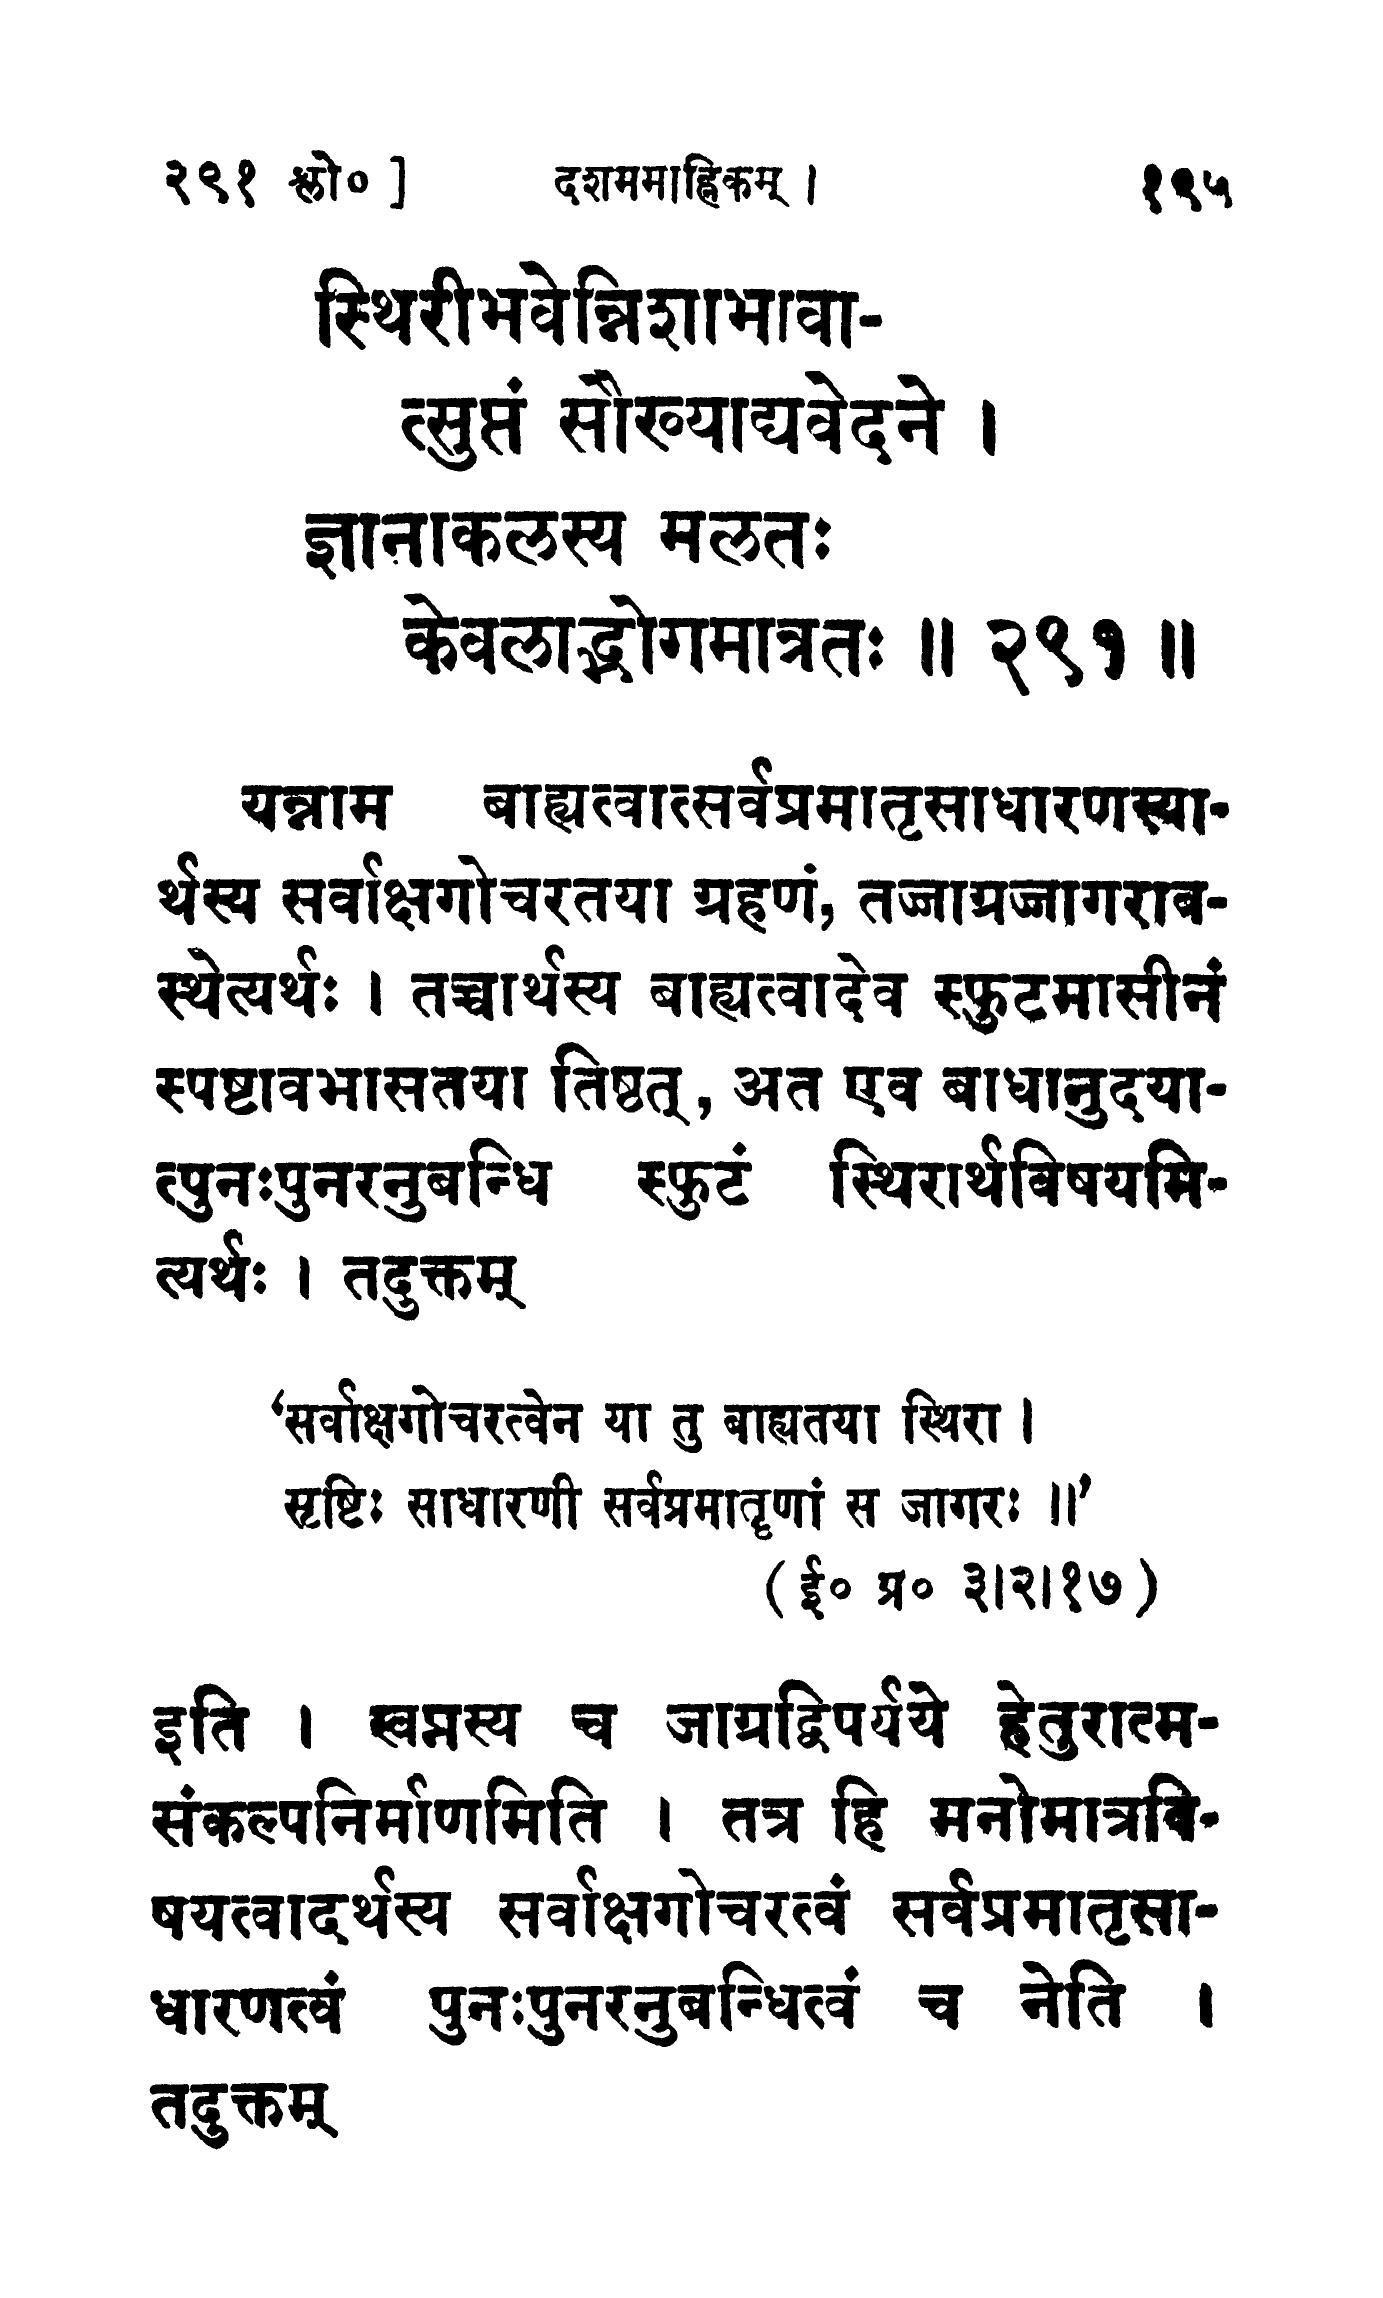 २९१ श्लो० ] दशममाह्निकम् । १९५
स्थिरीभवेन्निशाभावा-
त्सुप्तं सौख्याद्यवेदने ।
ज्ञानाकलस्य मलतः
केवलाद्भोगमात्रतः ॥ २९१ ॥
यन्नाम बाह्यत्वात्सर्वप्रमातृसाधारणस्या-
र्थस्य सर्वाक्षगोचरतया ग्रहणं, तज्जाग्रज्जागराव-
स्थेत्यर्थः । तच्चार्थस्य बाह्यत्वादेव स्फुटमासीनं
स्पष्टावभासतया तिष्ठत्, अत एव बाधानुदया-
त्पुनःपुनरनुबन्धि स्फुटं स्थिरार्थविषयमि-
त्यर्थः । तदुक्तम्
‘सर्वाक्षगोचरत्वेन या तु बाह्यतया स्थिरा ।
सृष्टिः साधारणी सर्वप्रमातॄणां स जागरः ॥’
(ई० प्र० ३।२।१७)
इति । स्वप्नस्य च जाग्रद्विपर्यये हेतुरात्म-
संकल्पनिर्माणमिति । तत्र हि मनोमात्रवि-
षयत्वादर्थस्य सर्वाक्षगोचरत्वं सर्वप्रमातृसा-
धारणत्वं पुनःपुनरनुबन्धित्वं च नेति ।
तदुक्तम्